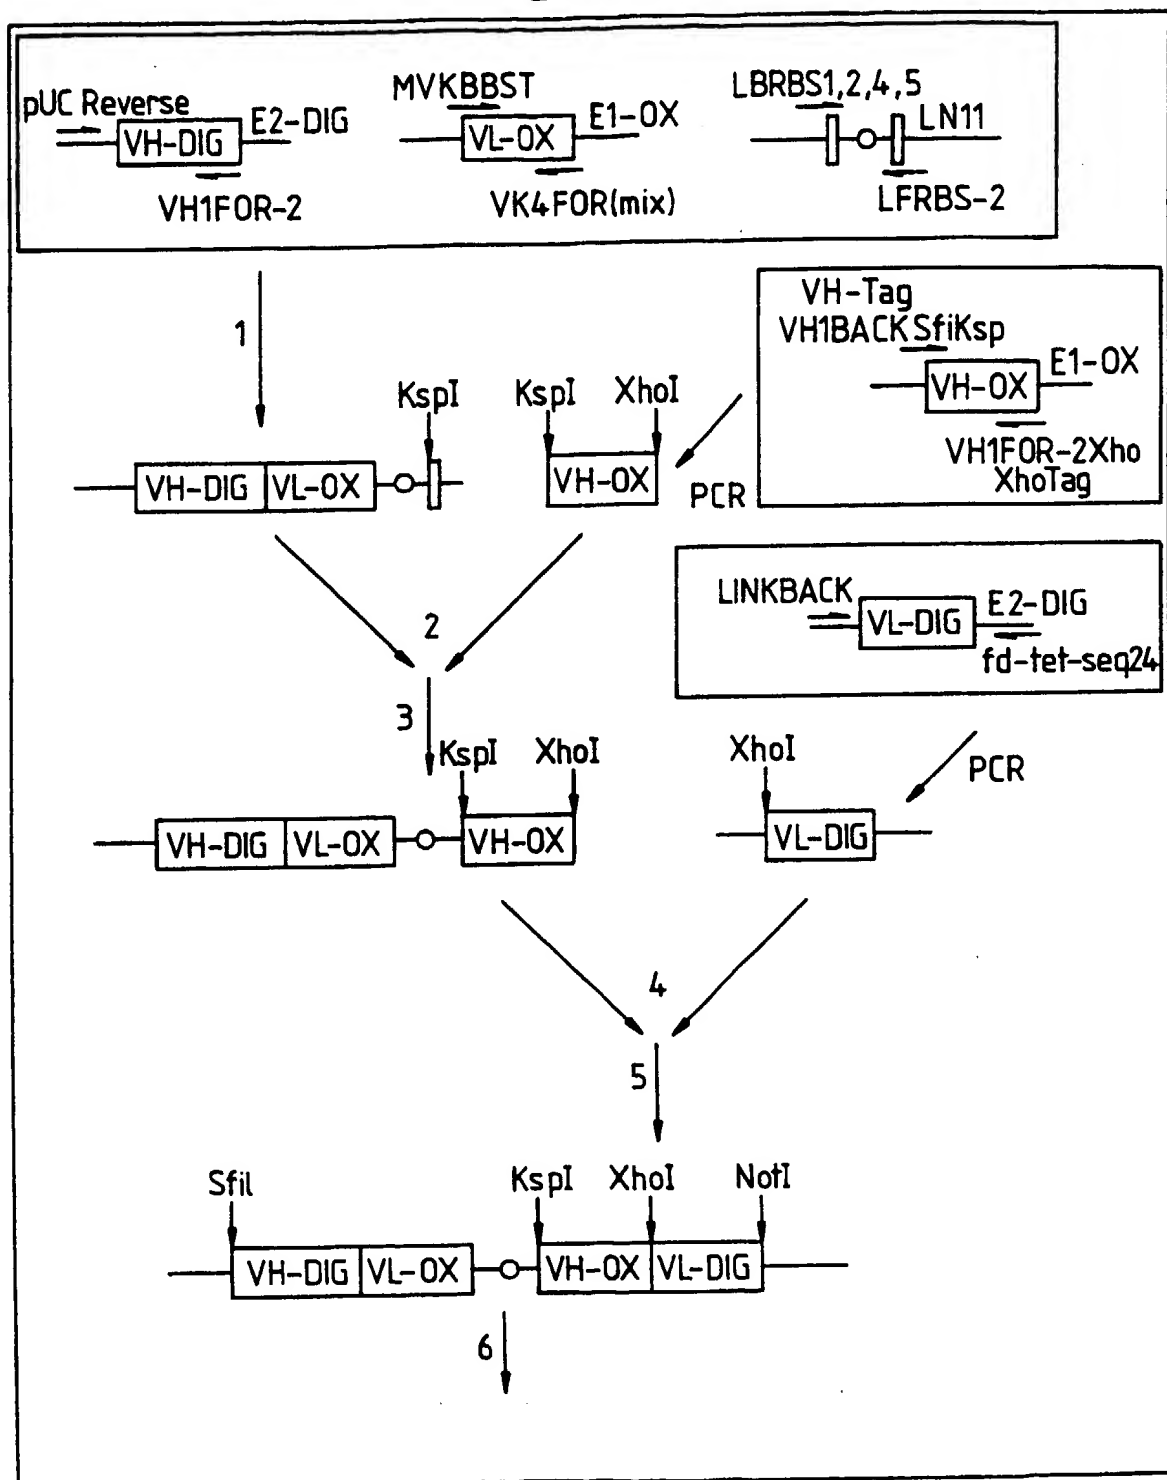 pUC Reverse
VH-DIG
E2-DIG
VH1FOR-2
MVKBBST
VL-OX
E1-OX
VK4FOR(mix)
LBRBS1,2,4,5
LN11
LFRBS-2
1
VH-Tag
VH1BACKSfiKsp
VH-OX
E1-OX
VH1FOR-2Xho
XhoTag
KspI
KspI
XhoI
VH-DIG
VL-OX
VH-OX
PCR
LINKBACK
VL-DIG
E2-DIG
fd-tet-seq24
2
3
KspI
XhoI
XhoI
PCR
VH-DIG
VL-OX
VH-OX
VL-DIG
4
5
SfiI
KspI
XhoI
NotI
VH-DIG
VL-OX
VH-OX
VL-DIG
6